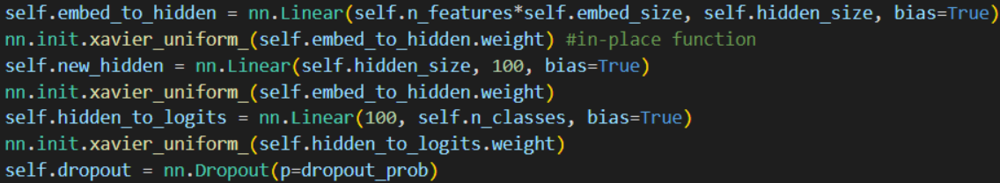 self.embed_to_hidden = nn.Linear(self.n_features*self.embed_size, self.hidden_size, bias=True)
nn.init.xavier_uniform_(self.embed_to_hidden.weight) #in-place function
self.new_hidden = nn.Linear(self.hidden_size, 100, bias=True)
nn.init.xavier_uniform_(self.embed_to_hidden.weight)
self.hidden_to_logits = nn.Linear(100, self.n_classes, bias=True)
nn.init.xavier_uniform_(self.hidden_to_logits.weight)
self.dropout = nn.Dropout(p=dropout_prob)